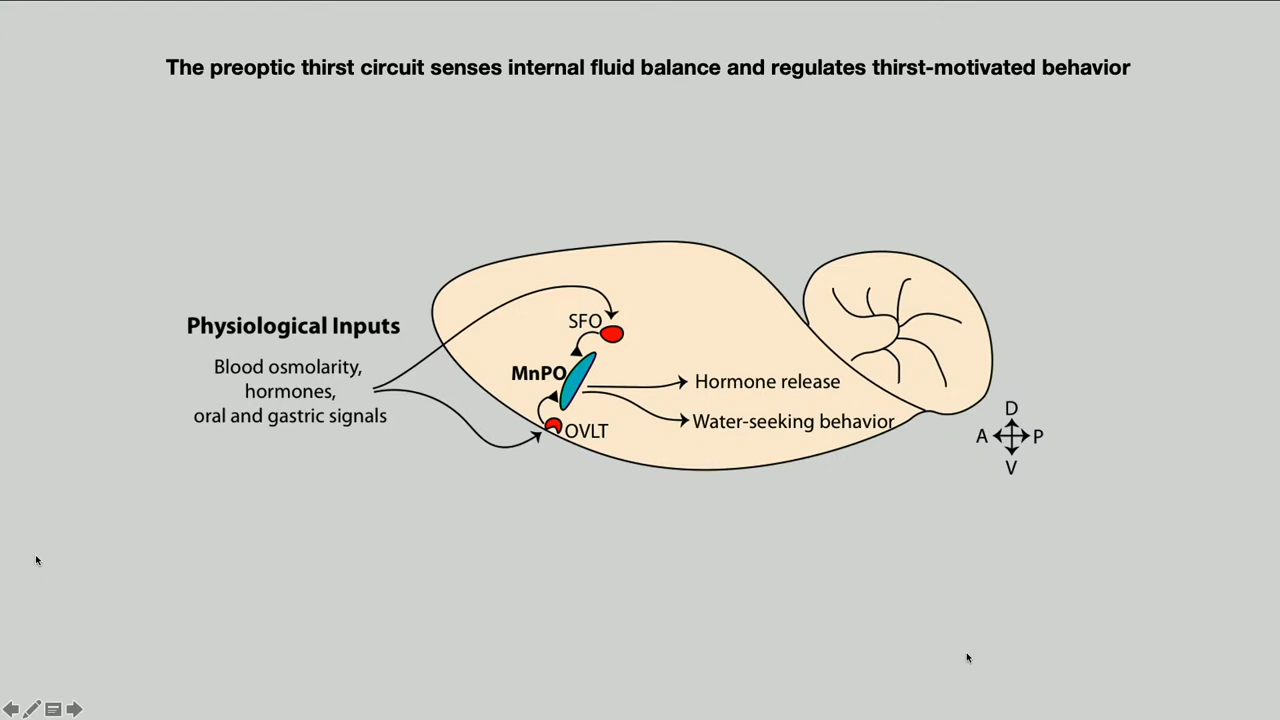 The preoptic thirst circuit senses internal fluid balance and regulates thirst-motivated behavior
Physiological Inputs
Blood osmolarity,
hormones,
oral and gastric signals
SFO
MnPO
OVLT
Hormone release
Water-seeking behavior
D
A P
V